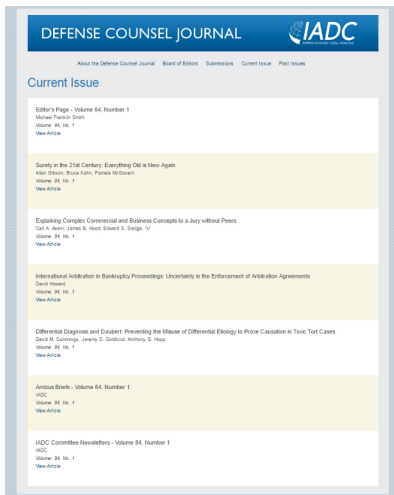 DEFENSE COUNSEL JOURNAL
IADC
About the Defense Counsel Journal Board of Editors Submissions Current Issue Past Issues
Current Issue
Editor's Page - Volume 84, Number 1
Michael Franklin Smith
Volume: 84, No. 1
View Article
Surety in the 21st Century: Everything Old is New Again
Allen Gibson, Bruce Kahn, Pamela McGovern
Volume: 84, No. 1
View Article
Explaining Complex Commercial and Business Concepts to a Jury without Peers
Carl A. Aveni, James B. Hood, Edward S. Sledge, IV
Volume: 84, No. 1
View Article
International Arbitration in Bankruptcy Proceedings: Uncertainty in the Enforcement of Arbitration Agreements
David Howard
Volume: 84, No. 1
View Article
Differential Diagnosis and Daubert: Preventing the Misuse of Differential Etiology to Prove Causation in Toxic Tort Cases
David M. Cummings, Jeremy S. Goldkind, Anthony G. Hopp
Volume: 84, No. 1
View Article
Amicus Briefs - Volume 84, Number 1
IADC
Volume: 84, No. 1
View Article
IADC Committee Newsletters - Volume 84, Number 1
IADC
Volume: 84, No. 1
View Article